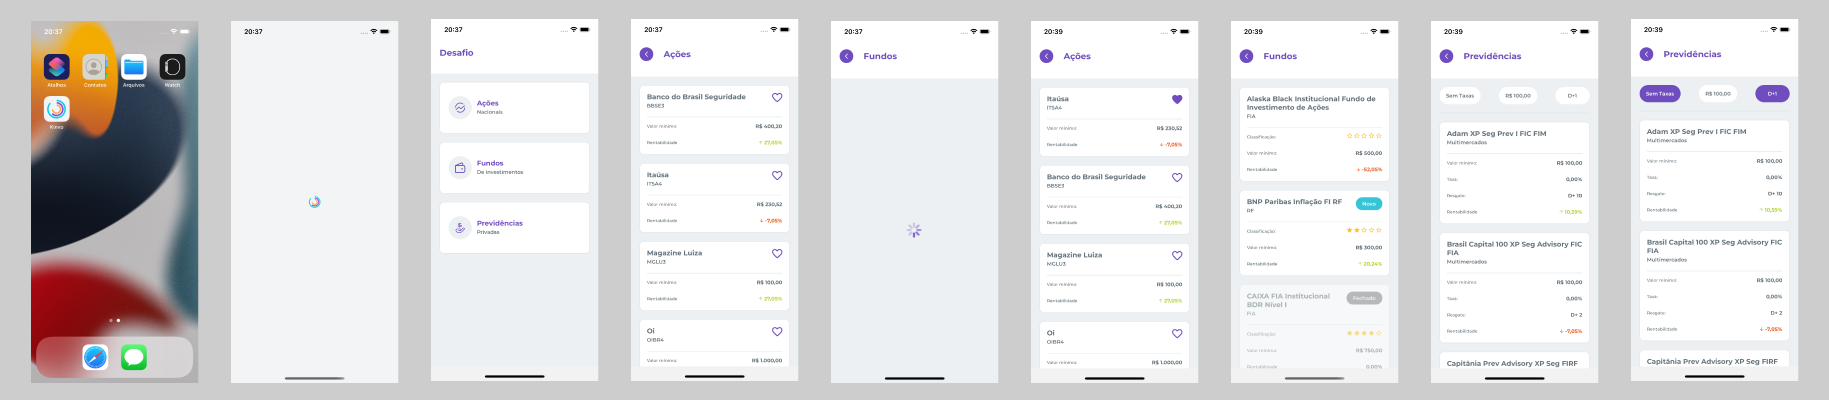 20:37
Atalhos
Contatos
Arquivos
Watch
Kinvo
20:37
20:37
Desafio
Ações
Nacionais
Fundos
De investimentos
Previdências
Privadas
20:37
Ações
Banco do Brasil Seguridade
BBSE3
Valor mínimo:
R$ 400,20
Rentabilidade
↑ 27,05%
Itaúsa
ITSA4
Valor mínimo:
R$ 230,52
Rentabilidade
↓ -7,05%
Magazine Luiza
MGLU3
Valor mínimo:
R$ 100,00
Rentabilidade
↑ 27,05%
Oi
OIBR4
Valor mínimo:
R$ 1.000,00
20:37
Fundos
20:39
Ações
Itaúsa
ITSA4
Valor mínimo:
R$ 230,52
Rentabilidade
↓ -7,05%
Banco do Brasil Seguridade
BBSE3
Valor mínimo:
R$ 400,20
Rentabilidade
↑ 27,05%
Magazine Luiza
MGLU3
Valor mínimo:
R$ 100,00
Rentabilidade
↑ 27,05%
Oi
OIBR4
Valor mínimo:
R$ 1.000,00
20:39
Fundos
Alaska Black Institucional Fundo de
Investimento de Ações
FIA
Classificação:
Valor mínimo:
R$ 500,00
Rentabilidade
↓ -52,05%
BNP Paribas Inflação FI RF
Novo
RF
Classificação:
Valor mínimo:
R$ 300,00
Rentabilidade
↑ 20,24%
CAIXA FIA Institucional
BDR Nível I
Fechado
FIA
Classificação:
Valor mínimo:
R$ 750,00
Rentabilidade
0,00%
20:39
Previdências
Sem Taxas
R$ 100,00
D+1
Adam XP Seg Prev I FIC FIM
Multimercados
Valor mínimo:
R$ 100,00
Taxa:
0,00%
Resgate:
D+ 10
Rentabilidade
↑ 10,59%
Brasil Capital 100 XP Seg Advisory FIC
FIA
Multimercados
Valor mínimo:
R$ 100,00
Taxa:
0,00%
Resgate:
D+ 2
Rentabilidade
↓ -7,05%
Capitânia Prev Advisory XP Seg FIRF
20:39
Previdências
Sem Taxas
R$ 100,00
D+1
Adam XP Seg Prev I FIC FIM
Multimercados
Valor mínimo:
R$ 100,00
Taxa:
0,00%
Resgate:
D+ 10
Rentabilidade
↑ 10,59%
Brasil Capital 100 XP Seg Advisory FIC
FIA
Multimercados
Valor mínimo:
R$ 100,00
Taxa:
0,00%
Resgate:
D+ 2
Rentabilidade
↓ -7,05%
Capitânia Prev Advisory XP Seg FIRF